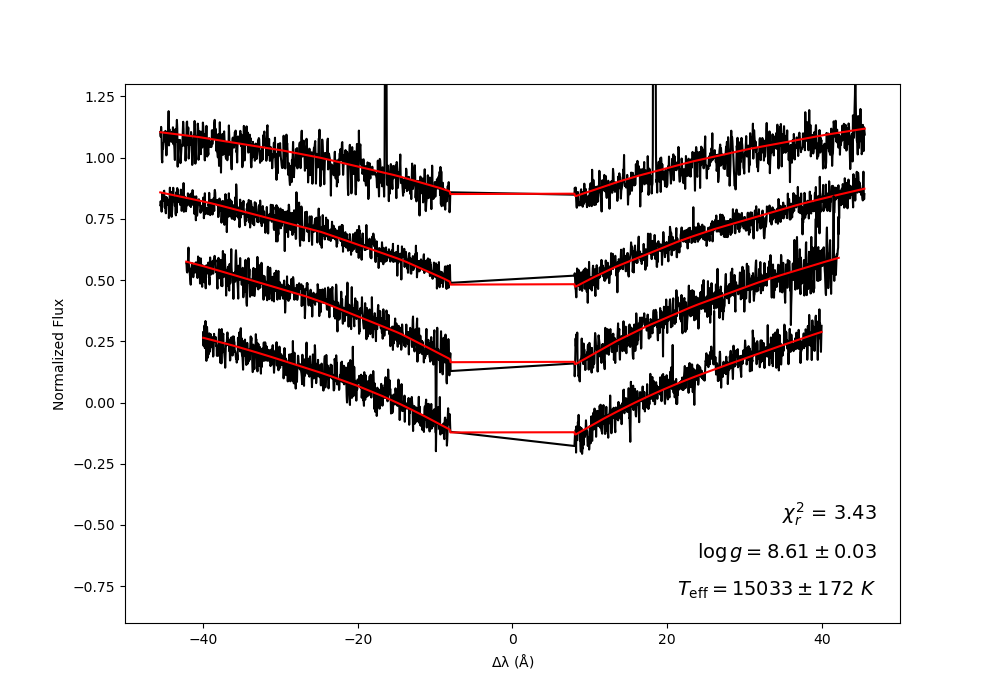 1.25
1.00
0.75
0.50
0.25
0.00
−0.25
−0.50
−0.75
Normalized Flux
χ²ᵣ = 3.43
log g = 8.61 ± 0.03
T_eff = 15033 ± 172 K
−40 −20 0 20 40
Δλ (Å)